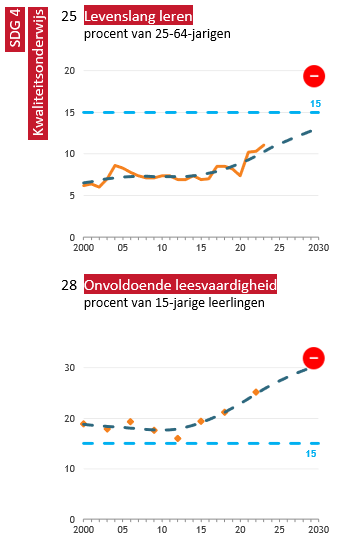 SDG 4
Kwaliteitsonderwijs
25 Levenslang leren
procent van 25-64-jarigen
20
15
15
10
5
0
2000 05 10 15 20 25 2030
28 Onvoldoende leesvaardigheid
procent van 15-jarige leerlingen
30
20
15
10
0
2000 05 10 15 20 25 2030